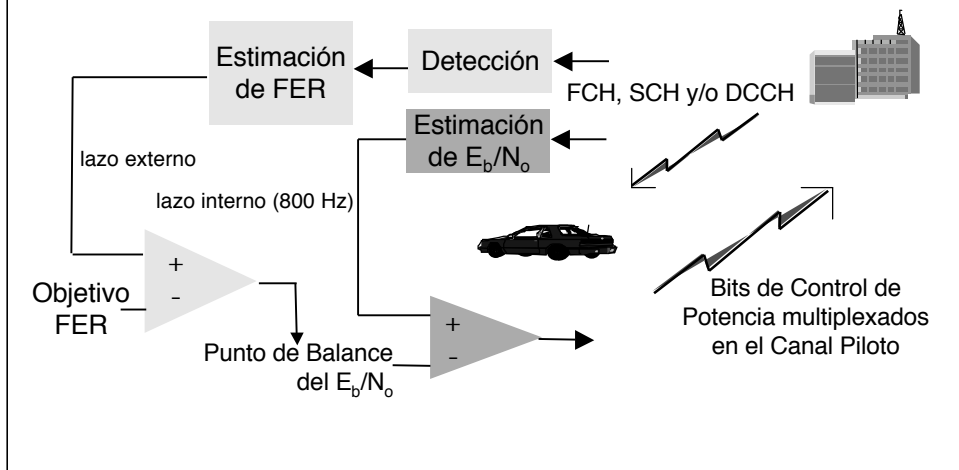 Estimación
de FER
Detección
FCH, SCH y/o DCCH
Estimación
de Eb/No
lazo externo
lazo interno (800 Hz)
+
-
Objetivo
FER
Punto de Balance
del Eb/No
+
-
Bits de Control de
Potencia multiplexados
en el Canal Piloto